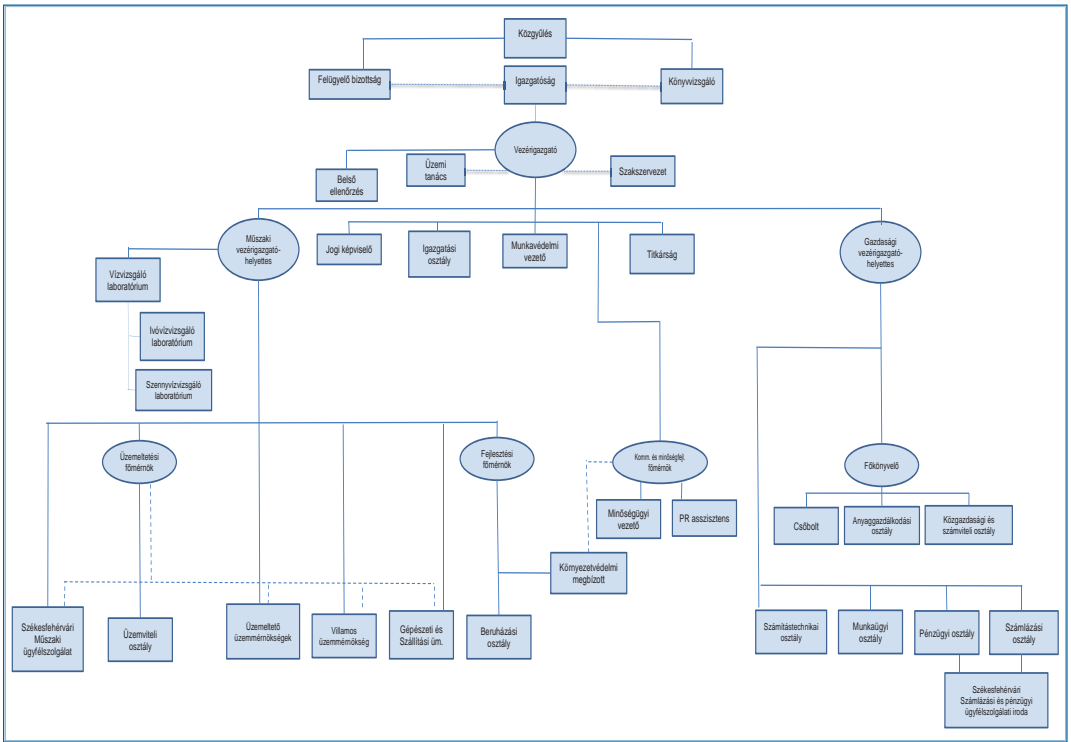 Közgyűlés
Felügyelő bizottság
Igazgatóság
Könyvvizsgáló
Vezérigazgató
Belső
ellenőrzés
Üzemi
tanács
Szakszervezet
Műszaki
vezérigazgató-
helyettes
Jogi képviselő
Igazgatási
osztály
Munkavédelmi
vezető
Titkárság
Gazdasági
vezérigazgató-
helyettes
Vízvizsgáló
laboratórium
Ivóvízvizsgáló
laboratórium
Szennyvízvizsgáló
laboratórium
Üzemeltetési
főmérnök
Fejlesztési
főmérnök
Komm. és minőségfejl.
főmérnök
Főkönyvelő
Minőségügyi
vezető
PR asszisztens
Csőbolt
Anyaggazdálkodási
osztály
Közgazdasági és
számviteli osztály
Környezetvédelmi
megbízott
Székesfehérvári
Műszaki
ügyfélszolgálat
Üzemviteli
osztály
Üzemeltető
üzemmérnökségek
Villamos
üzemmérnökség
Gépészeti és
Szállítási üm.
Beruházási
osztály
Számítástechnikai
osztály
Munkaügyi
osztály
Pénzügyi osztály
Számlázási
osztály
Székesfehérvári
Számlázási és pénzügyi
ügyfélszolgálati iroda